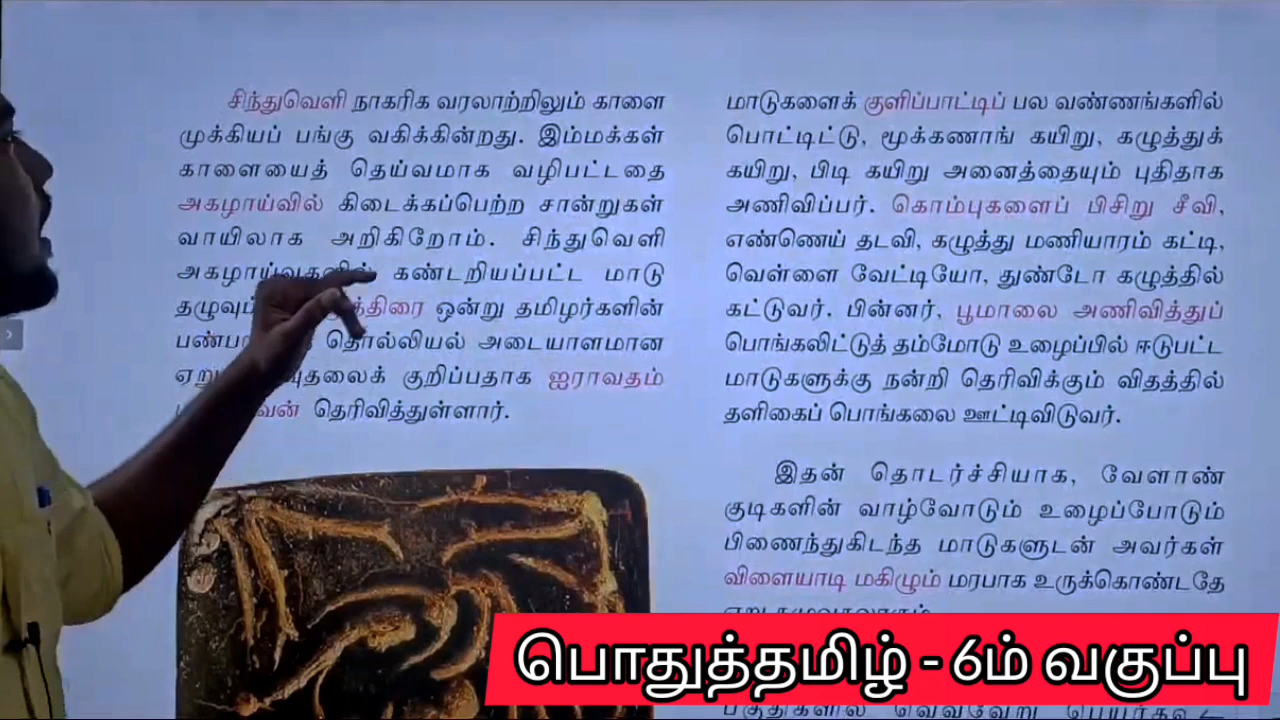 சிந்துவெளி நாகரிக வரலாற்றிலும் காளை
முக்கியப் பங்கு வகிக்கின்றது. இம்மக்கள்
காளையைத் தெய்வமாக வழிபட்டதை
அகழாய்வில் கிடைக்கப்பெற்ற சான்றுகள்
வாயிலாக அறிகிறோம். சிந்துவெளி
அகழாய்வுகளில் கண்டறியப்பட்ட மாடு
ஒன்று தமிழர்களின்
தொல்லியல் அடையாளமான
குறிப்பதாக ஐராவதம்
தெரிவித்துள்ளார்.
மாடுகளைக் குளிப்பாட்டிப் பல வண்ணங்களில்
பொட்டிட்டு, மூக்கணாங் கயிறு, கழுத்துக்
கயிறு, பிடி கயிறு அனைத்தையும் புதிதாக
அணிவிப்பர். கொம்புகளைப் பிசிறு சீவி,
எண்ணெய் தடவி, கழுத்து மணியாரம் கட்டி,
வெள்ளை வேட்டியோ, துண்டோ கழுத்தில்
கட்டுவர். பின்னர், பூமாலை அணிவித்துப்
பொங்கலிட்டுத் தம்மோடு உழைப்பில் ஈடுபட்ட
மாடுகளுக்கு நன்றி தெரிவிக்கும் விதத்தில்
தளிகைப் பொங்கலை ஊட்டிவிடுவர்.
இதன் தொடர்ச்சியாக, வேளாண்
குடிகளின் வாழ்வோடும் உழைப்போடும்
பிணைந்துகிடந்த மாடுகளுடன் அவர்கள்
விளையாடி மகிழும் மரபாக உருக்கொண்டதே
பொதுத்தமிழ் - 6ம் வகுப்பு